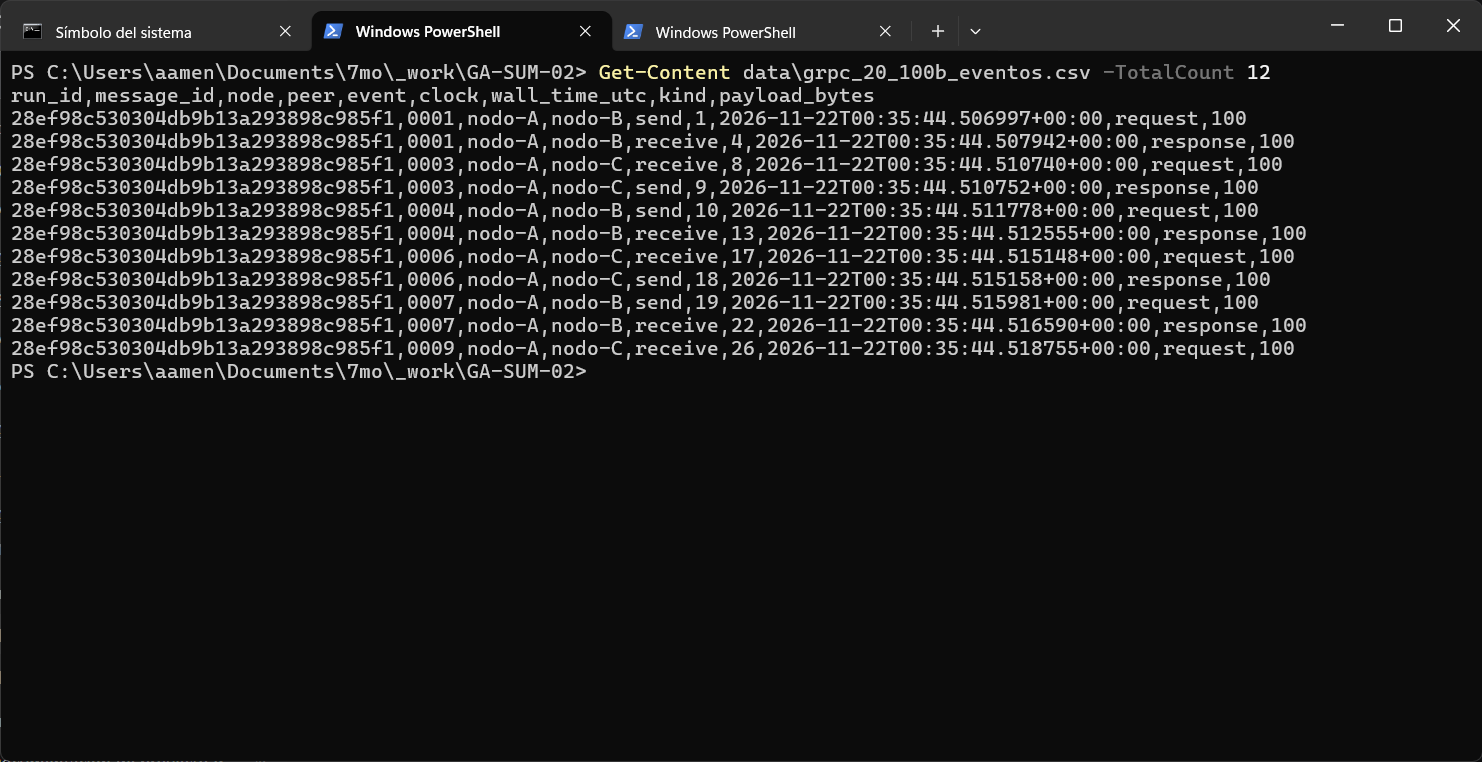 Símbolo del sistema
Windows PowerShell
Windows PowerShell
PS C:\Users\aamen\Documents\7mo\_work\GA-SUM-02> Get-Content data\grpc_20_100b_eventos.csv -TotalCount 12
run_id,message_id,node,peer,event,clock,wall_time_utc,kind,payload_bytes
28ef98c530304db9b13a293898c985f1,0001,nodo-A,nodo-B,send,1,2026-11-22T00:35:44.506997+00:00,request,100
28ef98c530304db9b13a293898c985f1,0001,nodo-A,nodo-B,receive,4,2026-11-22T00:35:44.507942+00:00,response,100
28ef98c530304db9b13a293898c985f1,0003,nodo-A,nodo-C,receive,8,2026-11-22T00:35:44.510740+00:00,request,100
28ef98c530304db9b13a293898c985f1,0003,nodo-A,nodo-C,send,9,2026-11-22T00:35:44.510752+00:00,response,100
28ef98c530304db9b13a293898c985f1,0004,nodo-A,nodo-B,send,10,2026-11-22T00:35:44.511778+00:00,request,100
28ef98c530304db9b13a293898c985f1,0004,nodo-A,nodo-B,receive,13,2026-11-22T00:35:44.512555+00:00,response,100
28ef98c530304db9b13a293898c985f1,0006,nodo-A,nodo-C,receive,17,2026-11-22T00:35:44.515148+00:00,request,100
28ef98c530304db9b13a293898c985f1,0006,nodo-A,nodo-C,send,18,2026-11-22T00:35:44.515158+00:00,response,100
28ef98c530304db9b13a293898c985f1,0007,nodo-A,nodo-B,send,19,2026-11-22T00:35:44.515981+00:00,request,100
28ef98c530304db9b13a293898c985f1,0007,nodo-A,nodo-B,receive,22,2026-11-22T00:35:44.516590+00:00,response,100
28ef98c530304db9b13a293898c985f1,0009,nodo-A,nodo-C,receive,26,2026-11-22T00:35:44.518755+00:00,request,100
PS C:\Users\aamen\Documents\7mo\_work\GA-SUM-02>